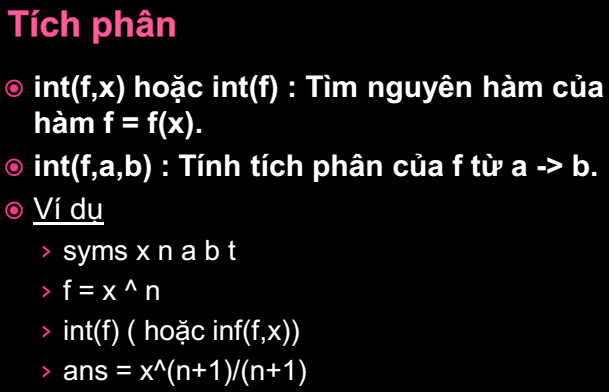 Tích phân
int(f,x) hoặc int(f) : Tìm nguyên hàm của
hàm f = f(x).
int(f,a,b) : Tính tích phân của f từ a -> b.
Ví dụ
› syms x n a b t
› f = x ^ n
› int(f) ( hoặc inf(f,x))
› ans = x^(n+1)/(n+1)